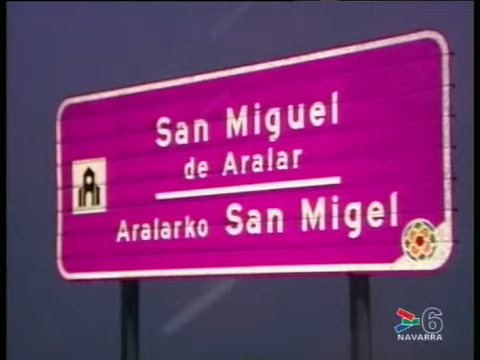 San Miguel
de Aralar
Aralarko San Migel
6
NAVARRA